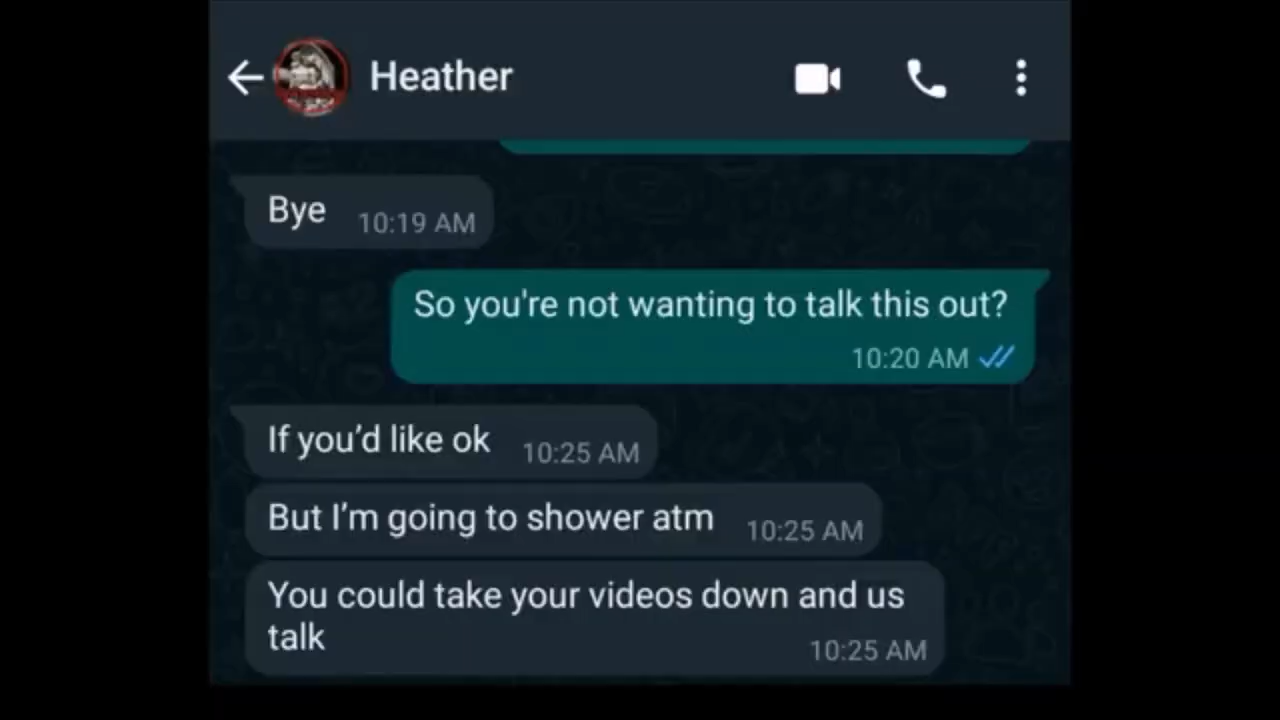 Heather
Bye 10:19 AM
So you're not wanting to talk this out?
10:20 AM
If you’d like ok 10:25 AM
But I’m going to shower atm 10:25 AM
You could take your videos down and us
talk 10:25 AM